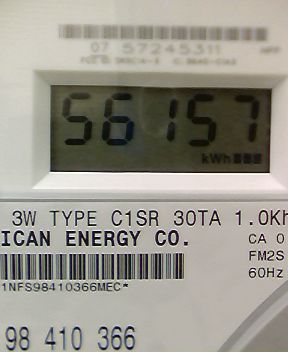 07 57245311
56157
kWh
3W TYPE C1SR 30TA 1.0Kh
ICAN ENERGY CO.
CA 0
FM2S
60Hz
1NFS98410366MEC*
98 410 366